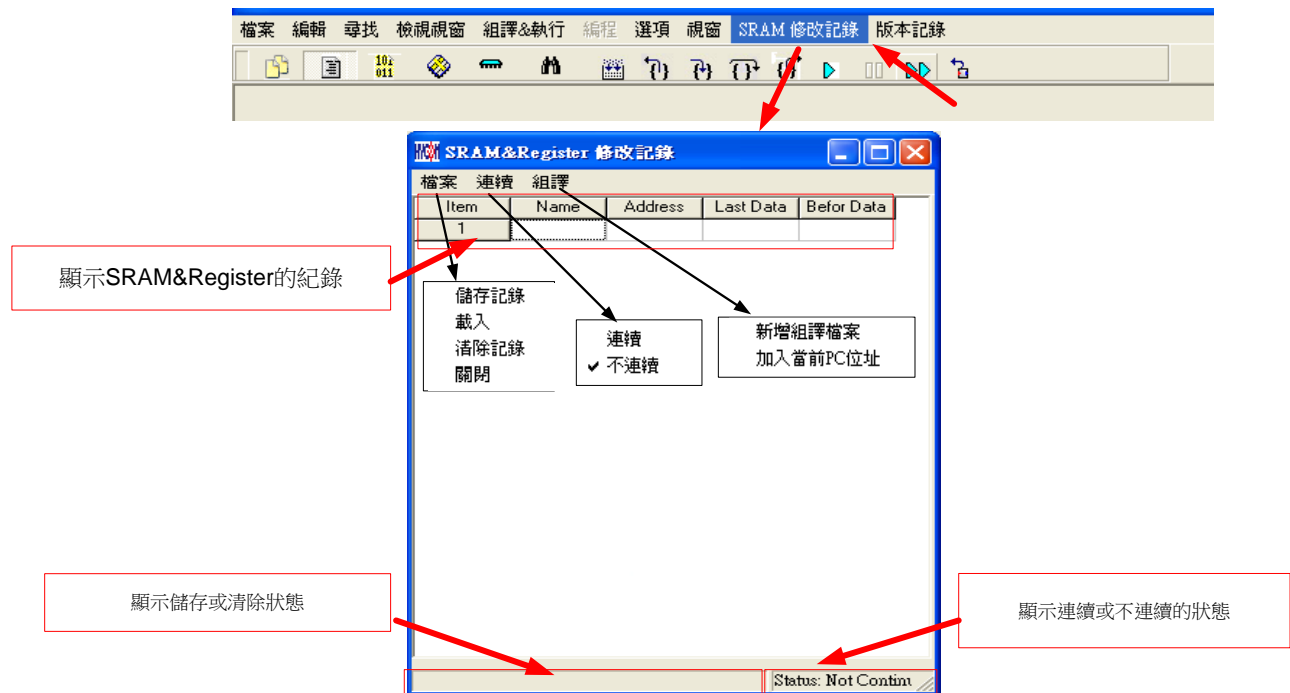 檔案 編輯 尋找 檢視視窗 組譯&執行 編程 選項 視窗 SRAM 修改記錄 版本記錄
SRAM&Register 修改記錄
檔案 連續 組譯
Item Name Address Last Data Befor Data
1
顯示SRAM&Register的紀錄
儲存記錄
載入
清除記錄
關閉
連續
不連續
新增組譯檔案
加入當前PC位址
顯示儲存或清除狀態
顯示連續或不連續的狀態
Status: Not Continu